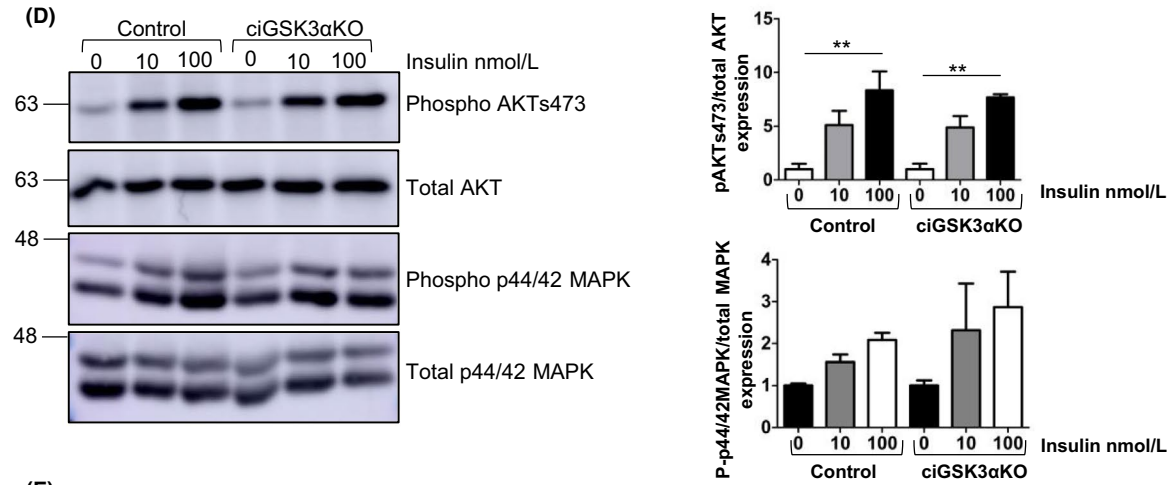 (D)
Control ciGSK3αKO
0 10 100 0 10 100 Insulin nmol/L
63 Phospho AKTs473
63 Total AKT
48
Phospho p44/42 MAPK
48
Total p44/42 MAPK
pAKTs473/total AKT
expression
15
10
5
0
** **
0 10 100 0 10 100 Insulin nmol/L
Control ciGSK3αKO
P-p44/42MAPK/total MAPK
expression
4
3
2
1
0
0 10 100 0 10 100 Insulin nmol/L
Control ciGSK3αKO